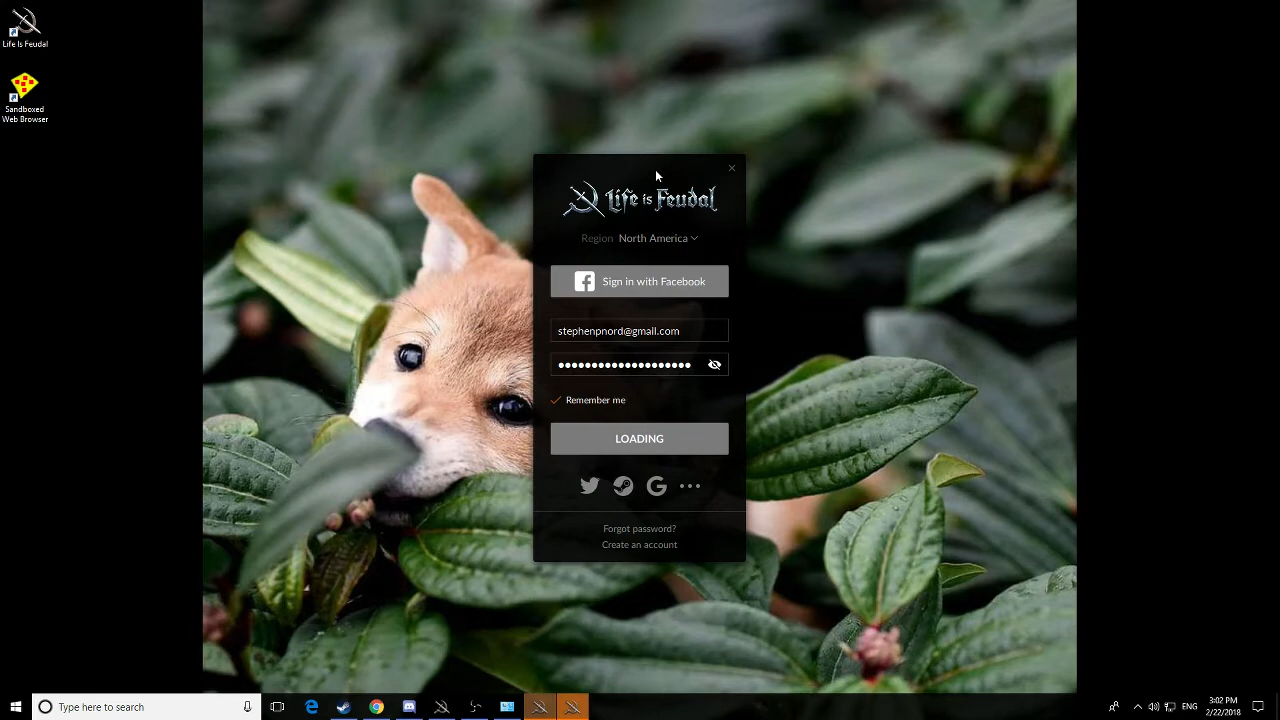 Life Is Feudal
Sandboxed
Web Browser
Life is Feudal
Region North America
Sign in with Facebook
stephenpnord@gmail.com
Remember me
LOADING
Forgot password?
Create an account
Type here to search
ENG
3:02 PM
2/22/2018